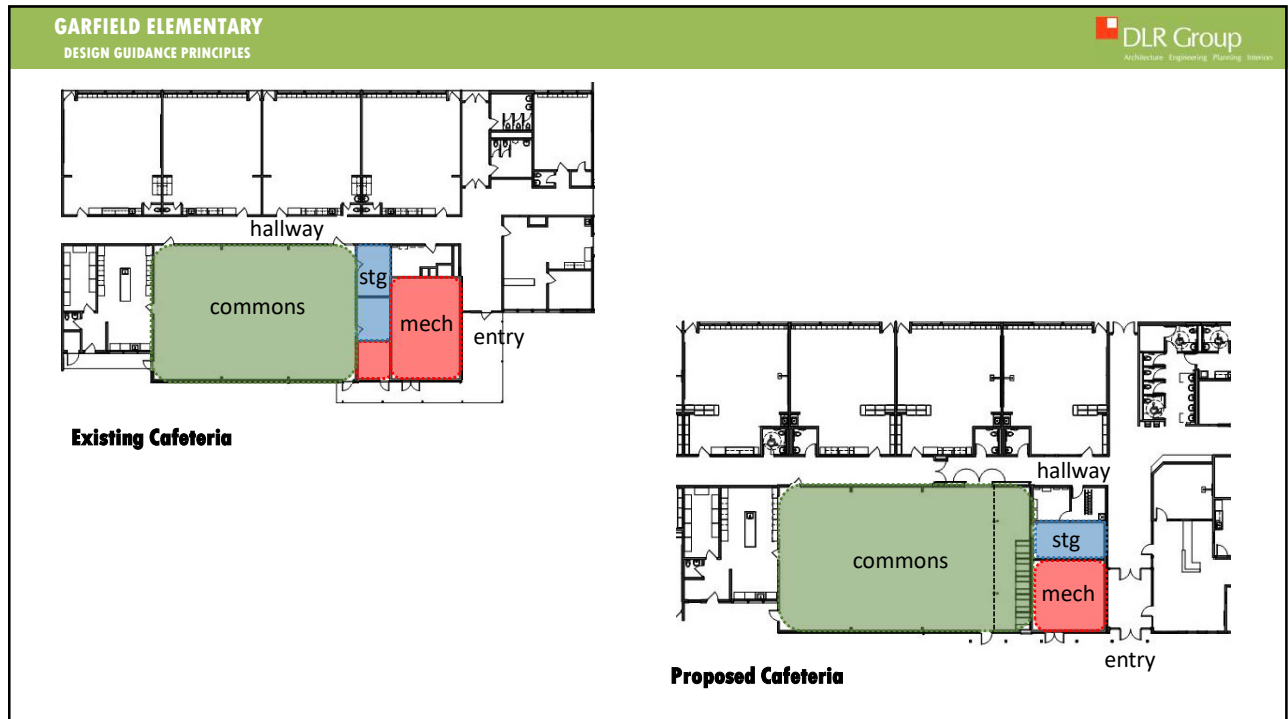 GARFIELD ELEMENTARY
DESIGN GUIDANCE PRINCIPLES
DLR Group
Architecture Engineering Planning Interiors
hallway
stg
commons
mech
entry
Existing Cafeteria
hallway
stg
commons
mech
entry
Proposed Cafeteria